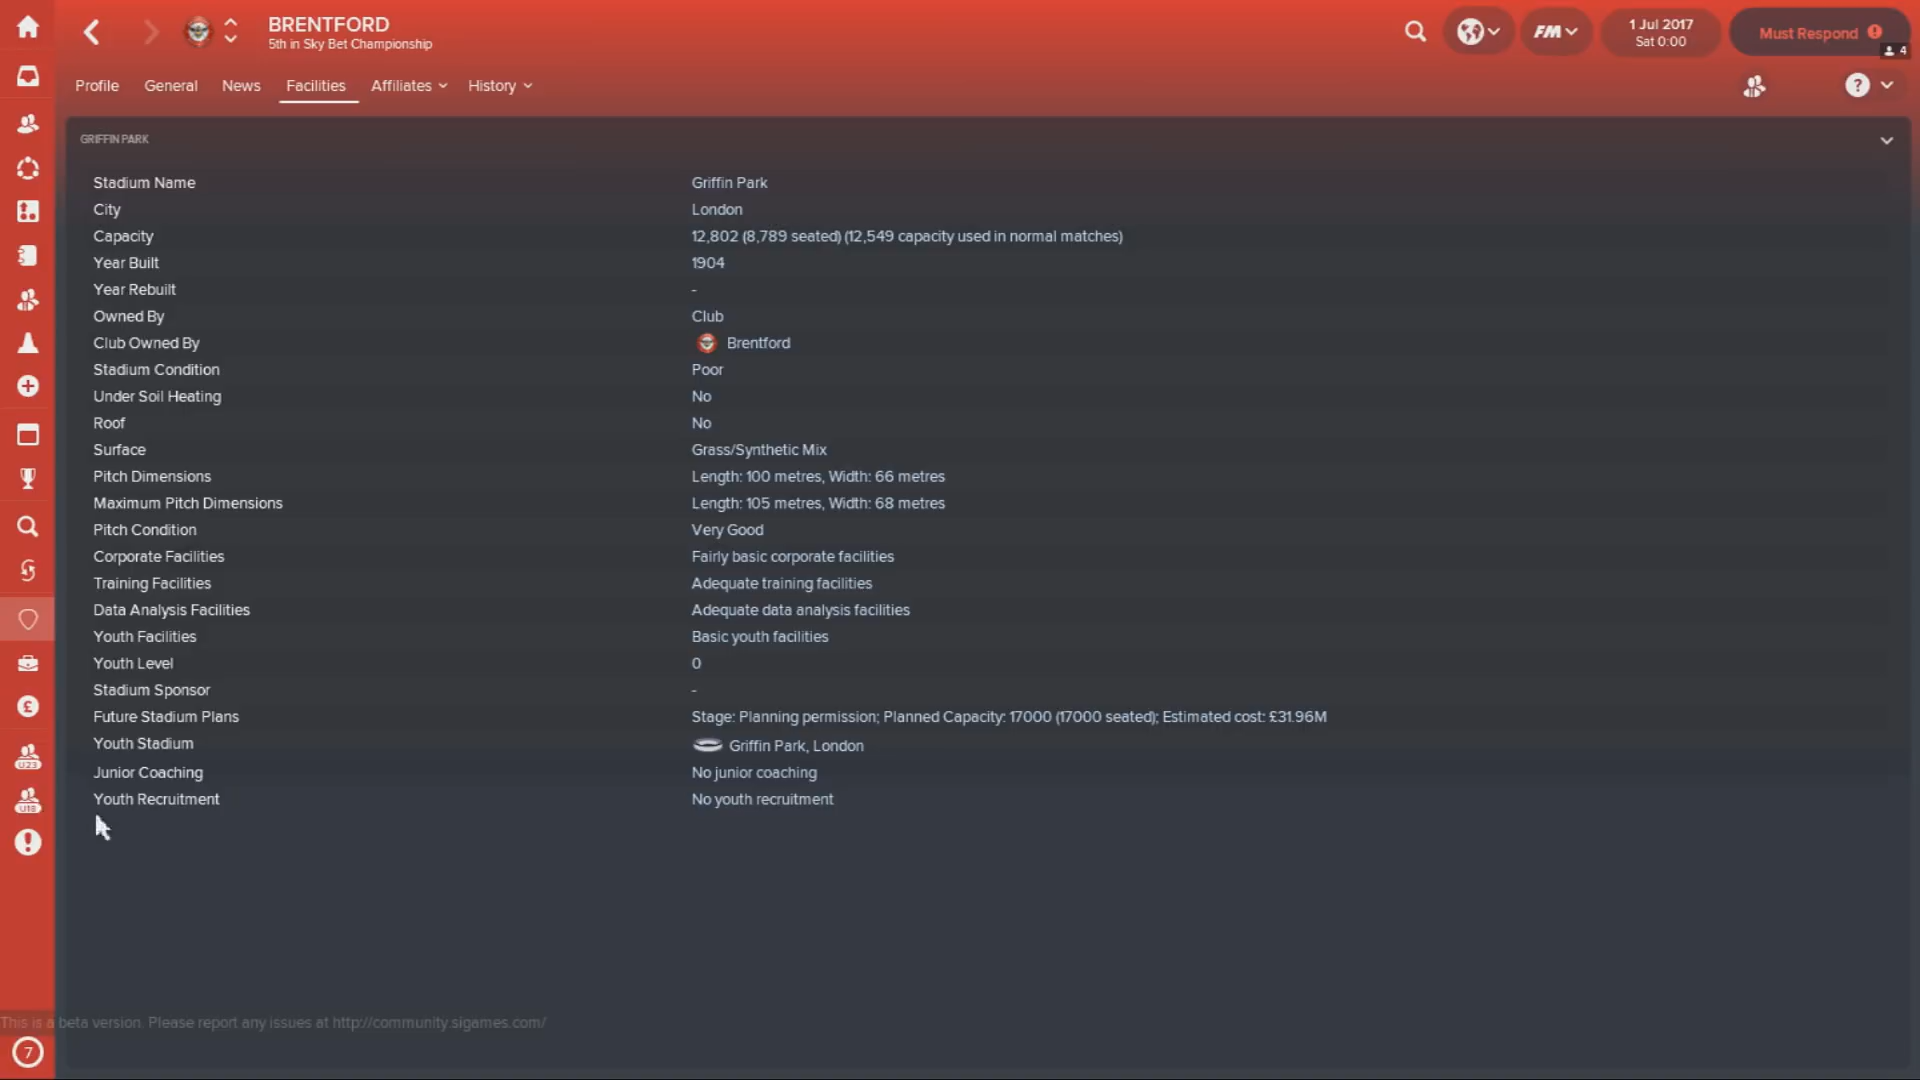 BRENTFORD
5th in Sky Bet Championship
FM
1 Jul 2017
Sat 0:00
Must Respond
4
Profile
General
News
Facilities
Affiliates
History
?
GRIFFIN PARK
Stadium Name Griffin Park
City London
Capacity 12,802 (8,789 seated) (12,549 capacity used in normal matches)
Year Built 1904
Year Rebuilt -
Owned By Club
Club Owned By Brentford
Stadium Condition Poor
Under Soil Heating No
Roof No
Surface Grass/Synthetic Mix
Pitch Dimensions Length: 100 metres, Width: 66 metres
Maximum Pitch Dimensions Length: 105 metres, Width: 68 metres
Pitch Condition Very Good
Corporate Facilities Fairly basic corporate facilities
Training Facilities Adequate training facilities
Data Analysis Facilities Adequate data analysis facilities
Youth Facilities Basic youth facilities
Youth Level 0
Stadium Sponsor -
Future Stadium Plans Stage: Planning permission; Planned Capacity: 17000 (17000 seated); Estimated cost: £31.96M
Youth Stadium Griffin Park, London
Junior Coaching No junior coaching
Youth Recruitment No youth recruitment
£
U23
U18
This is a beta version. Please report any issues at http://community.sigames.com/
7